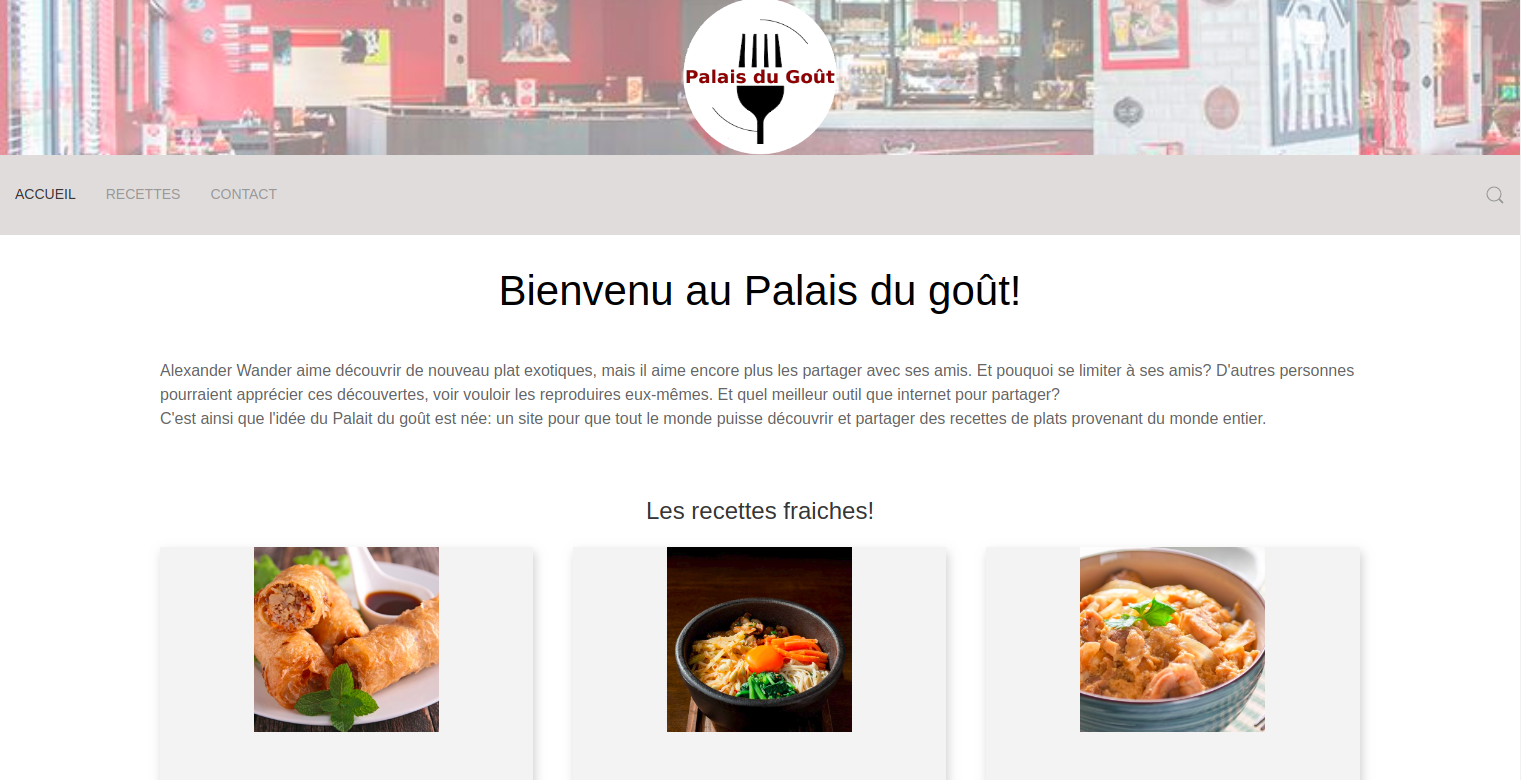 Palais du Goût
ACCUEIL RECETTES CONTACT
Bienvenu au Palais du goût!
Alexander Wander aime découvrir de nouveau plat exotiques, mais il aime encore plus les partager avec ses amis. Et pouquoi se limiter à ses amis? D'autres personnes
pourraient apprécier ces découvertes, voir vouloir les reproduires eux-mêmes. Et quel meilleur outil que internet pour partager?
C'est ainsi que l'idée du Palait du goût est née: un site pour que tout le monde puisse découvrir et partager des recettes de plats provenant du monde entier.
Les recettes fraiches!